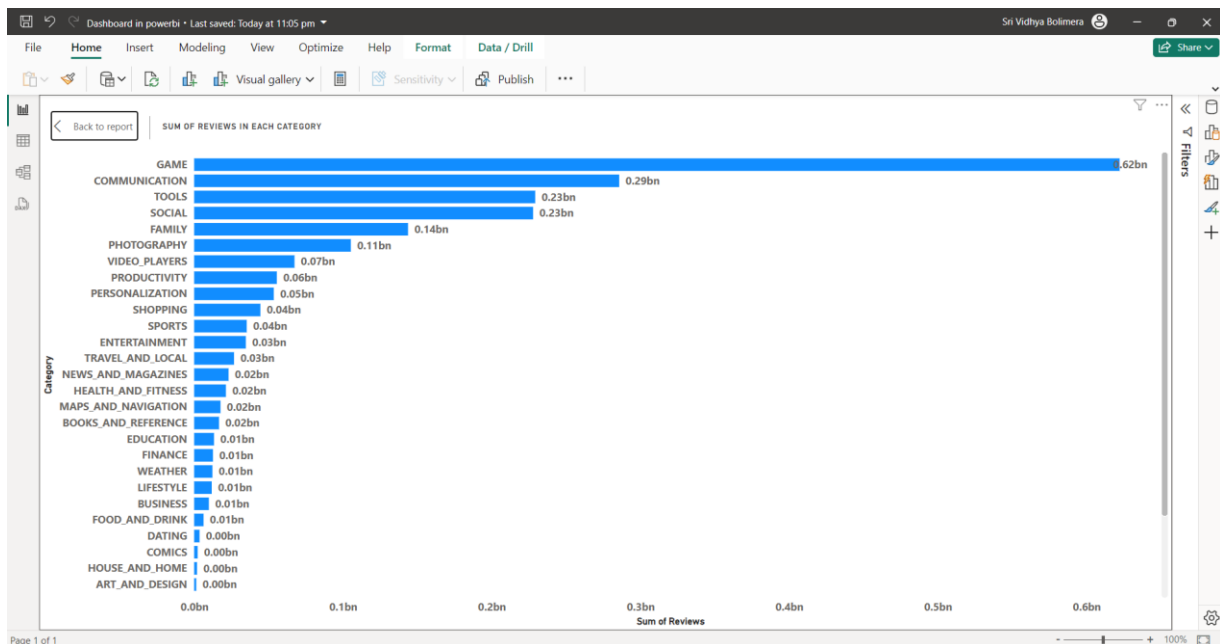 Dashboard in powerbi • Last saved: Today at 11:05 pm
Sri Vidhya Bolimera
File Home Insert Modeling View Optimize Help Format Data / Drill
Share
Visual gallery
Sensitivity
Publish
Back to report
SUM OF REVIEWS IN EACH CATEGORY
Filters
Category
GAME 0.62bn
COMMUNICATION 0.29bn
TOOLS 0.23bn
SOCIAL 0.23bn
FAMILY 0.14bn
PHOTOGRAPHY 0.11bn
VIDEO_PLAYERS 0.07bn
PRODUCTIVITY 0.06bn
PERSONALIZATION 0.05bn
SHOPPING 0.04bn
SPORTS 0.04bn
ENTERTAINMENT 0.03bn
TRAVEL_AND_LOCAL 0.03bn
NEWS_AND_MAGAZINES 0.02bn
HEALTH_AND_FITNESS 0.02bn
MAPS_AND_NAVIGATION 0.02bn
BOOKS_AND_REFERENCE 0.02bn
EDUCATION 0.01bn
FINANCE 0.01bn
WEATHER 0.01bn
LIFESTYLE 0.01bn
BUSINESS 0.01bn
FOOD_AND_DRINK 0.01bn
DATING 0.00bn
COMICS 0.00bn
HOUSE_AND_HOME 0.00bn
ART_AND_DESIGN 0.00bn
0.0bn 0.1bn 0.2bn 0.3bn 0.4bn 0.5bn 0.6bn
Sum of Reviews
Page 1 of 1
100%